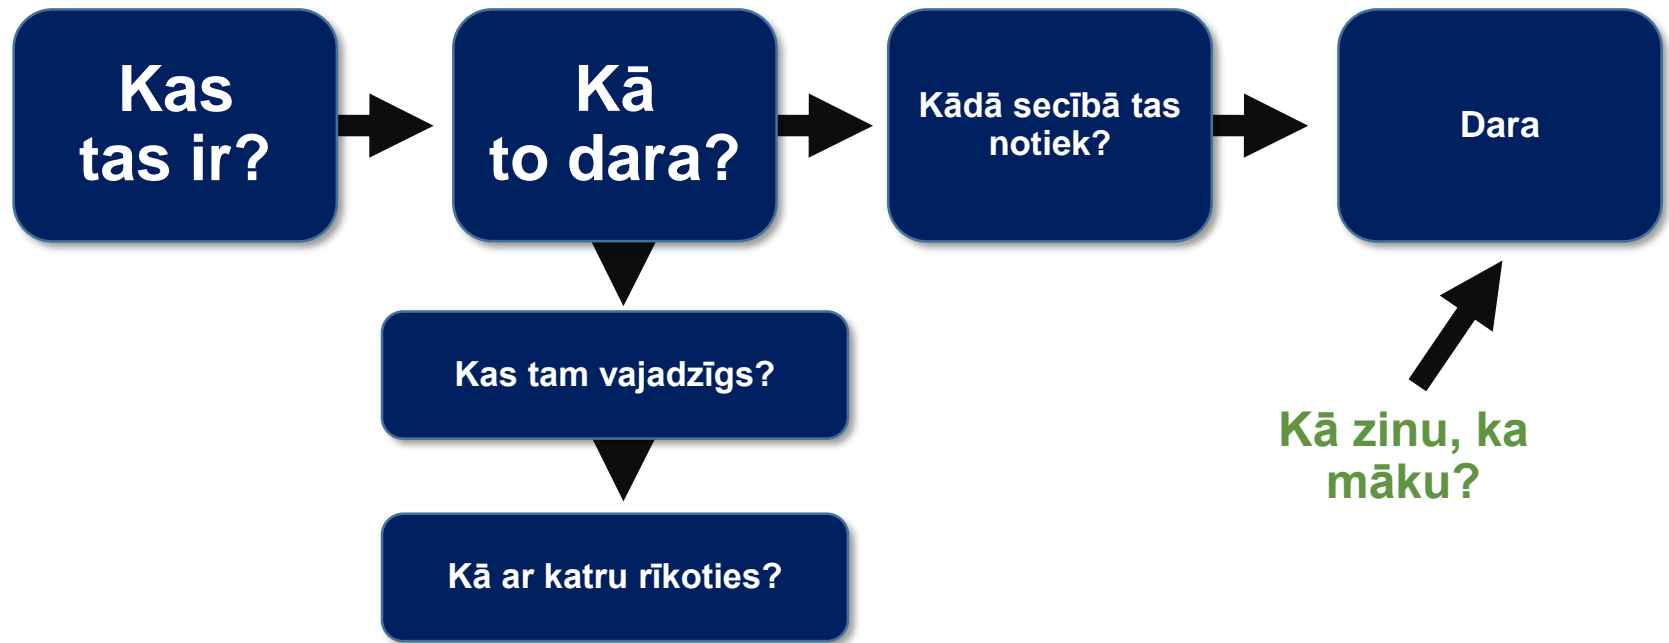 Kas
tas ir?
Kā
to dara?
Kādā secībā tas
notiek?
Dara
Kas tam vajadzīgs?
Kā ar katru rīkoties?
Kā zinu, ka
māku?